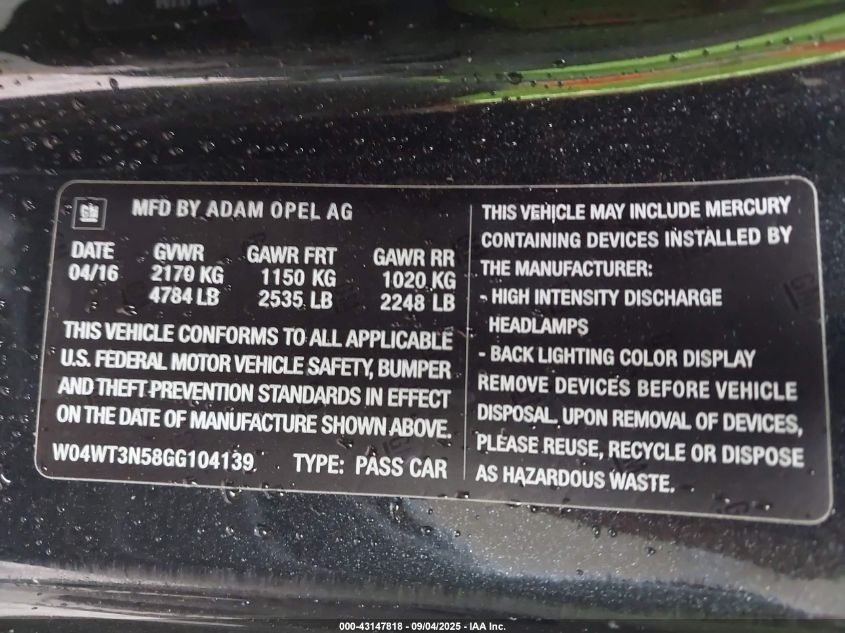 GM
MFD BY ADAM OPEL AG
DATE GVWR GAWR FRT GAWR RR
04/16 2170 KG 1150 KG 1020 KG
4784 LB 2535 LB 2248 LB
THIS VEHICLE CONFORMS TO ALL APPLICABLE
U.S. FEDERAL MOTOR VEHICLE SAFETY, BUMPER
AND THEFT PREVENTION STANDARDS IN EFFECT
ON THE DATE OF MANUFACTURE SHOWN ABOVE.
W04WT3N58GG104139 TYPE: PASS CAR
THIS VEHICLE MAY INCLUDE MERCURY
CONTAINING DEVICES INSTALLED BY
THE MANUFACTURER:
- HIGH INTENSITY DISCHARGE
HEADLAMPS
- BACK LIGHTING COLOR DISPLAY
REMOVE DEVICES BEFORE VEHICLE
DISPOSAL. UPON REMOVAL OF DEVICES,
PLEASE REUSE, RECYCLE OR DISPOSE
AS HAZARDOUS WASTE.
000-43147818 - 09/04/2025 - IAA Inc.